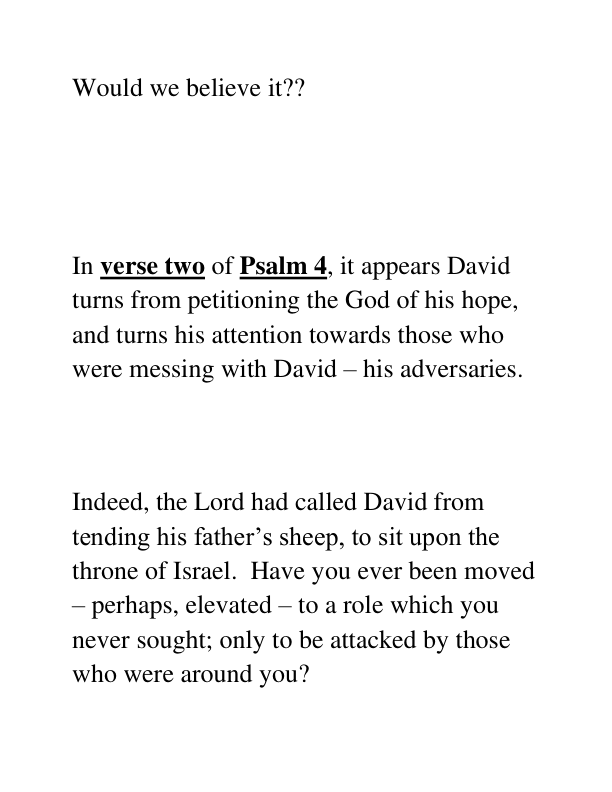 Would we believe it??
In verse two of Psalm 4, it appears David
turns from petitioning the God of his hope,
and turns his attention towards those who
were messing with David – his adversaries.
Indeed, the Lord had called David from
tending his father’s sheep, to sit upon the
throne of Israel.  Have you ever been moved
– perhaps, elevated – to a role which you
never sought; only to be attacked by those
who were around you?